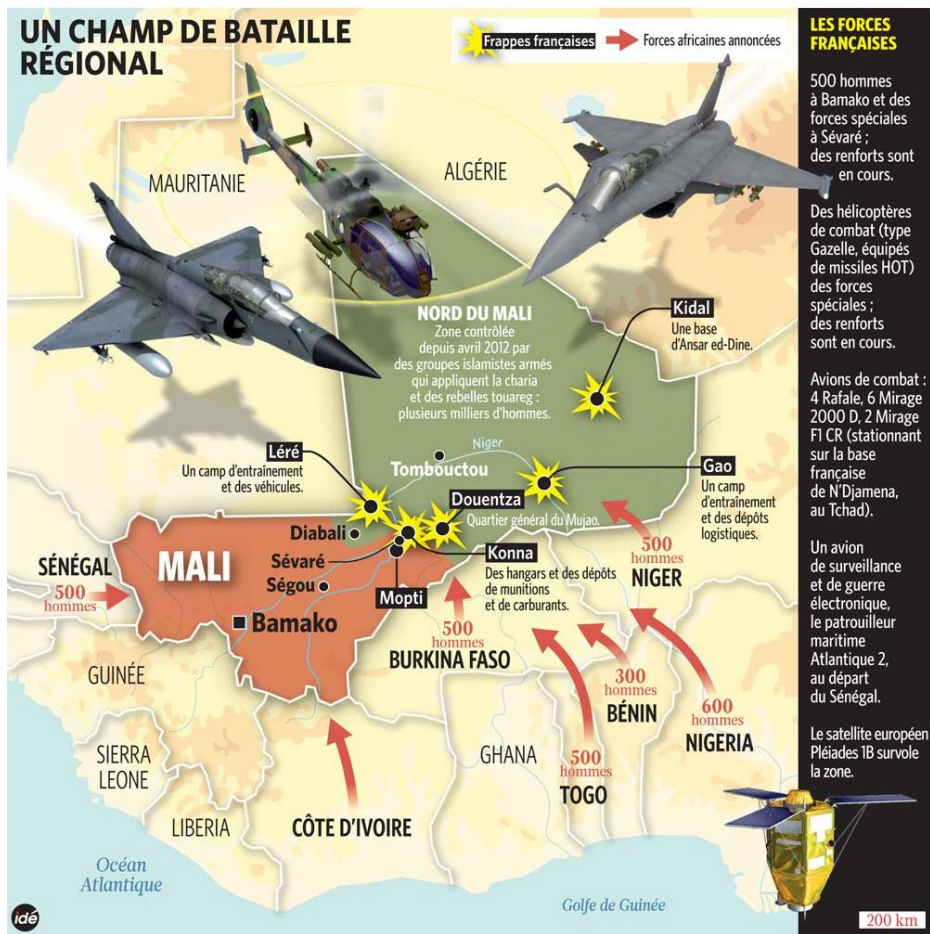 UN CHAMP DE BATAILLE
RÉGIONAL
Frappes françaises
Forces africaines annoncées
MAURITANIE
ALGÉRIE
NORD DU MALI
Zone contrôlée
depuis avril 2012 par
des groupes islamistes armés
qui appliquent la charia
et des rebelles touareg :
plusieurs milliers d'hommes.
Kidal
Une base
d'Ansar ed-Dine.
Niger
Tombouctou
Léré
Un camp d'entraînement
et des véhicules.
Gao
Un camp
d'entraînement
et des dépôts
logistiques.
Douentza
Quartier général du Mujao.
Diabali
Sévaré
Konna
Des hangars et des dépôts
de munitions
et de carburants.
MALI
Ségou
Mopti
Bamako
SÉNÉGAL
500
hommes
500
hommes
NIGER
500
hommes
BURKINA FASO
300
hommes
BÉNIN
600
hommes
NIGERIA
500
hommes
TOGO
GUINÉE
SIERRA
LEONE
LIBERIA
CÔTE D'IVOIRE
GHANA
Océan
Atlantique
Golfe de Guinée
idé
LES FORCES
FRANÇAISES
500 hommes
à Bamako et des
forces spéciales
à Sévaré ;
des renforts sont
en cours.
Des hélicoptères
de combat (type
Gazelle, équipés
de missiles HOT)
des forces
spéciales ;
des renforts
sont en cours.
Avions de combat :
4 Rafale, 6 Mirage
2000 D, 2 Mirage
F1 CR (stationnant
sur la base
française
de N'Djamena,
au Tchad).
Un avion
de surveillance
et de guerre
électronique,
le patrouilleur
maritime
Atlantique 2,
au départ
du Sénégal.
Le satellite européen
Pléiades 1B survole
la zone.
200 km